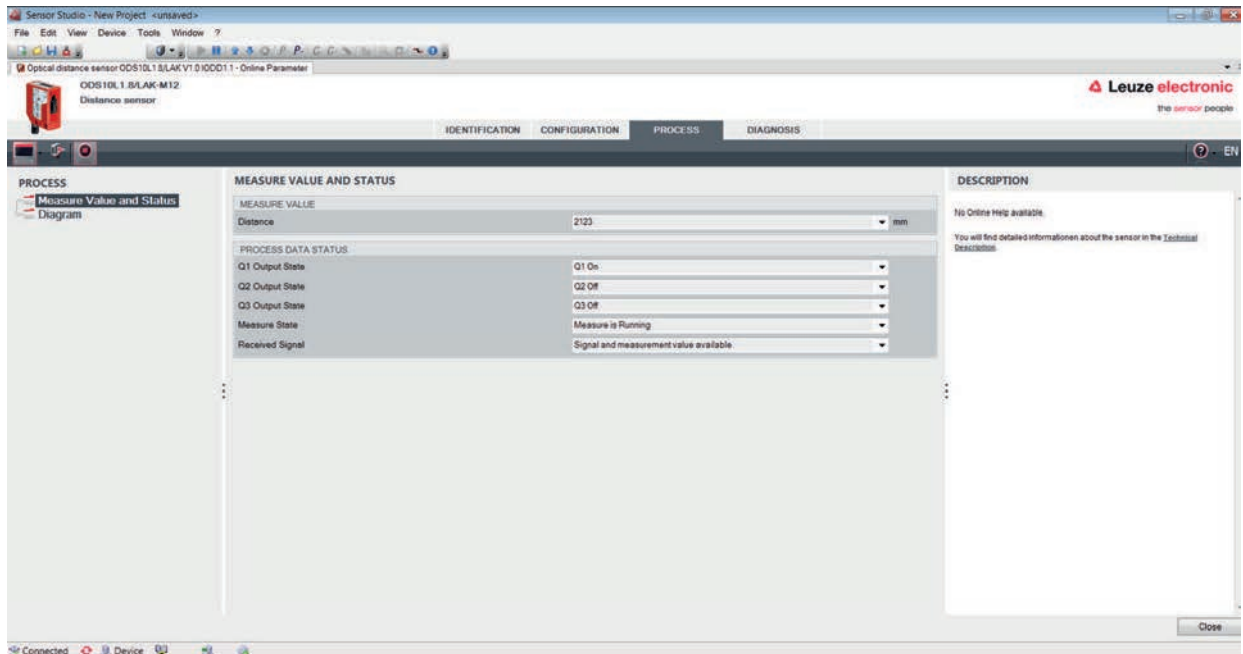 Sensor Studio - New Project <unsaved>
File Edit View Device Tools Window ?
Optical distance sensor ODS10L1.8/LAK V1.0 IODD1.1 - Online Parameter
ODS10L1.8/LAK-M12
Distance sensor
Leuze electronic
the sensor people
IDENTIFICATION CONFIGURATION PROCESS DIAGNOSIS
EN
PROCESS
Measure Value and Status
Diagram
MEASURE VALUE AND STATUS
MEASURE VALUE
Distance 2123 mm
PROCESS DATA STATUS
Q1 Output State Q1 On
Q2 Output State Q2 Off
Q3 Output State Q3 Off
Measure State Measure is Running
Received Signal Signal and measurement value available
DESCRIPTION
No Online Help available.
You will find detailed informationen about the sensor in the Technical
Description.
Close
Connected Device